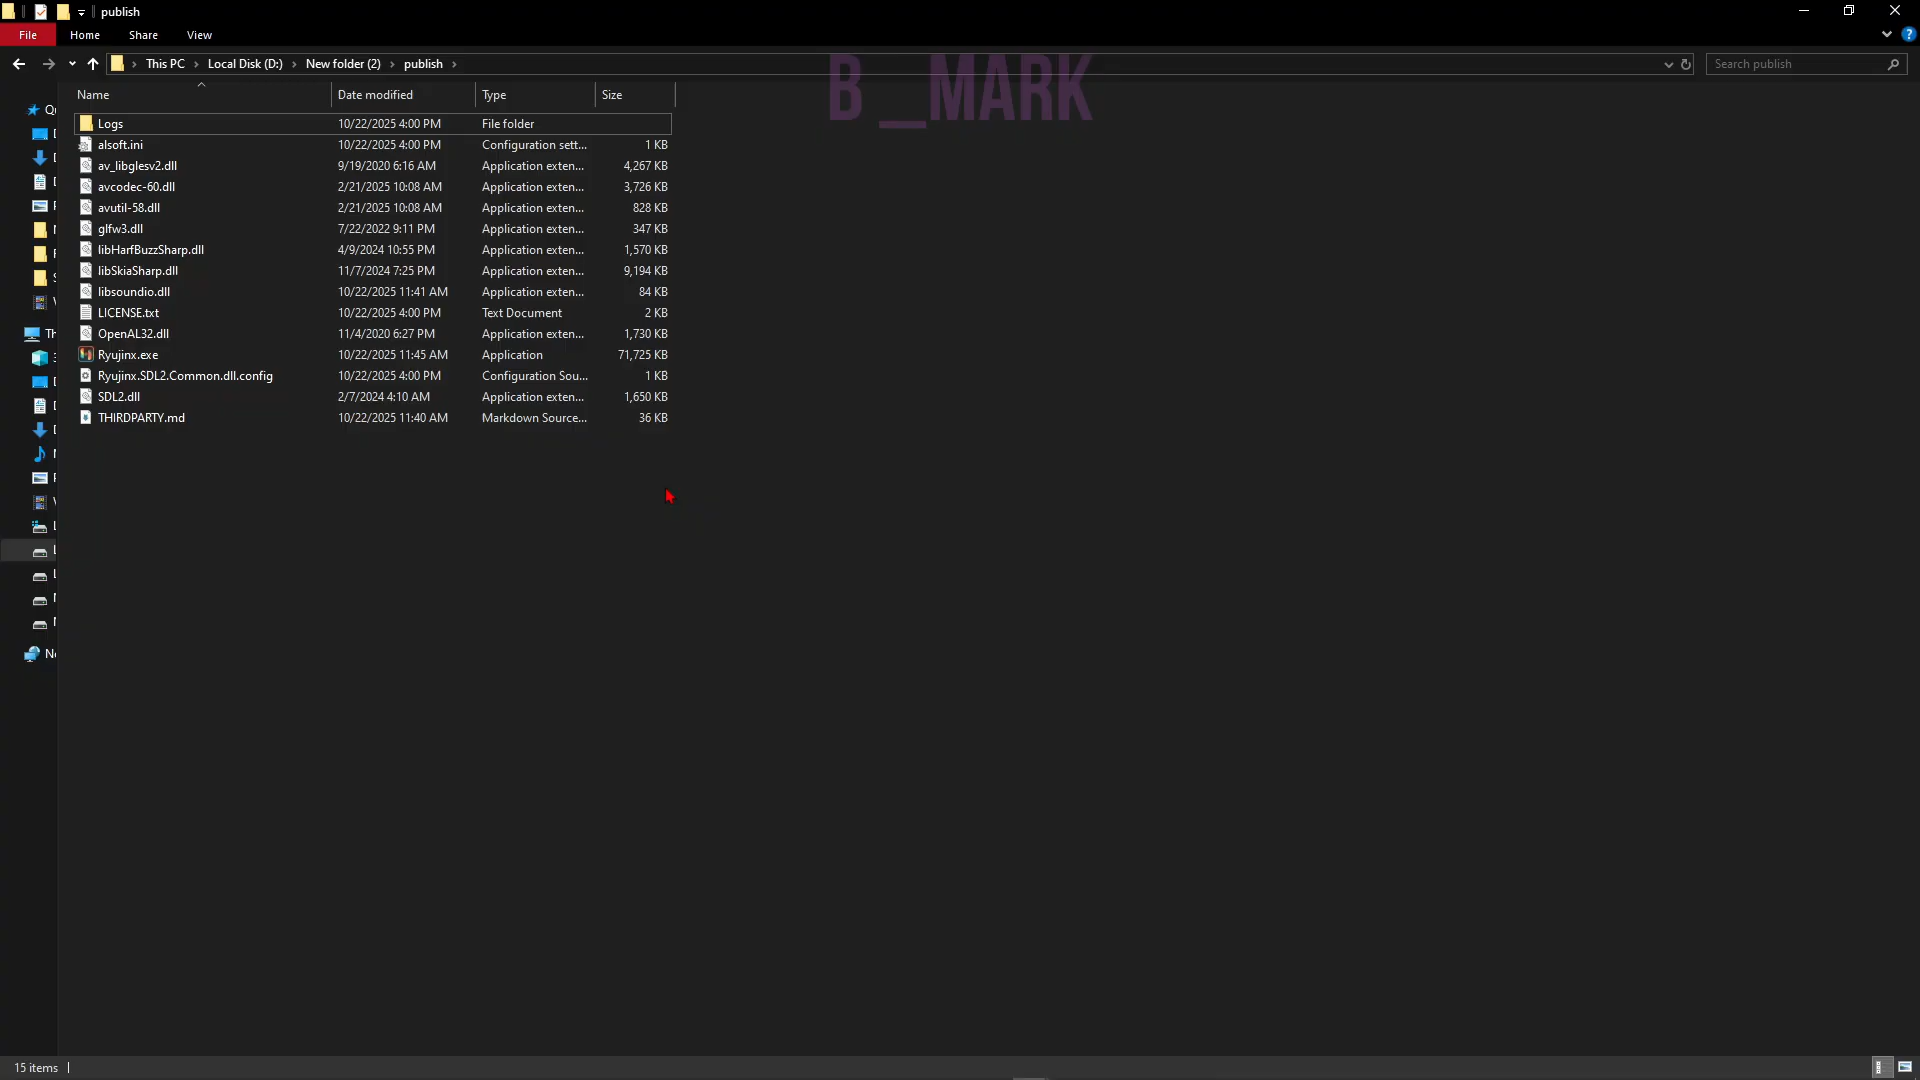 publish
File Home Share View
This PC Local Disk (D:) New folder (2) publish Search publish
B __MARK
Name Date modified Type Size
Logs 10/22/2025 4:00 PM File folder
alsoft.ini 10/22/2025 4:00 PM Configuration sett... 1 KB
av_libglesv2.dll 9/19/2020 6:16 AM Application exten... 4,267 KB
avcodec-60.dll 2/21/2025 10:08 AM Application exten... 3,726 KB
avutil-58.dll 2/21/2025 10:08 AM Application exten... 828 KB
glfw3.dll 7/22/2022 9:11 PM Application exten... 347 KB
libHarfBuzzSharp.dll 4/9/2024 10:55 PM Application exten... 1,570 KB
libSkiaSharp.dll 11/7/2024 7:25 PM Application exten... 9,194 KB
libsoundio.dll 10/22/2025 11:41 AM Application exten... 84 KB
LICENSE.txt 10/22/2025 4:00 PM Text Document 2 KB
OpenAL32.dll 11/4/2020 6:27 PM Application exten... 1,730 KB
Ryujinx.exe 10/22/2025 11:45 AM Application 71,725 KB
Ryujinx.SDL2.Common.dll.config 10/22/2025 4:00 PM Configuration Sou... 1 KB
SDL2.dll 2/7/2024 4:10 AM Application exten... 1,650 KB
THIRDPARTY.md 10/22/2025 11:40 AM Markdown Source... 36 KB
15 items